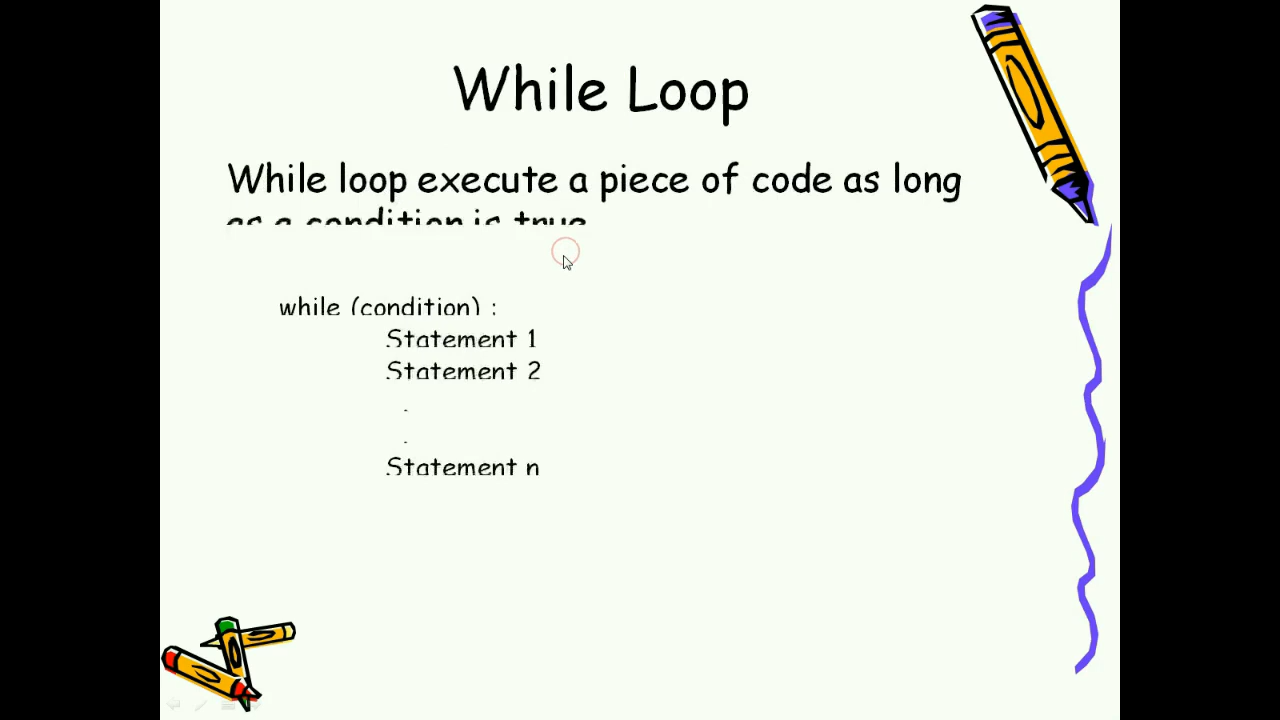 While Loop
While loop execute a piece of code as long
as a condition is true
while (condition) :
Statement 1
Statement 2
.
.
Statement n